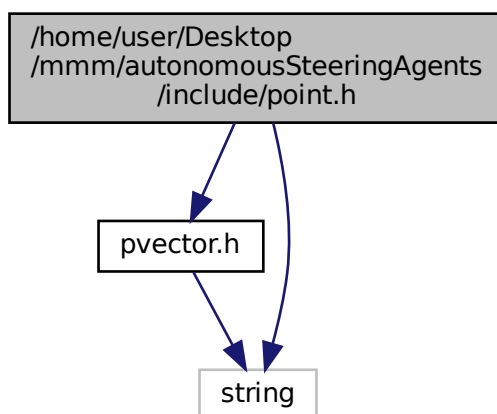 /home/user/Desktop
/mmm/autonomousSteeringAgents
/include/point.h
pvector.h
string